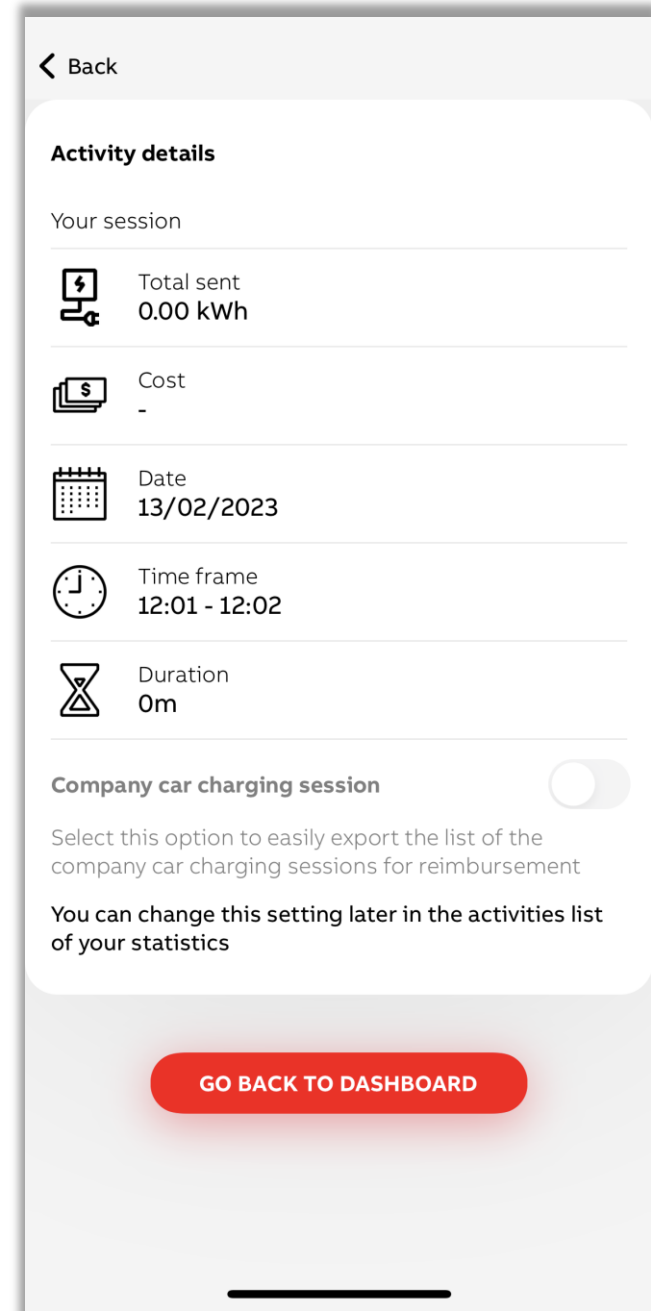 Back
Activity details
Your session
Total sent
0.00 kWh
$
Cost
-
Date
13/02/2023
Time frame
12:01 - 12:02
Duration
0m
Company car charging session
Select this option to easily export the list of the
company car charging sessions for reimbursement
You can change this setting later in the activities list
of your statistics
GO BACK TO DASHBOARD